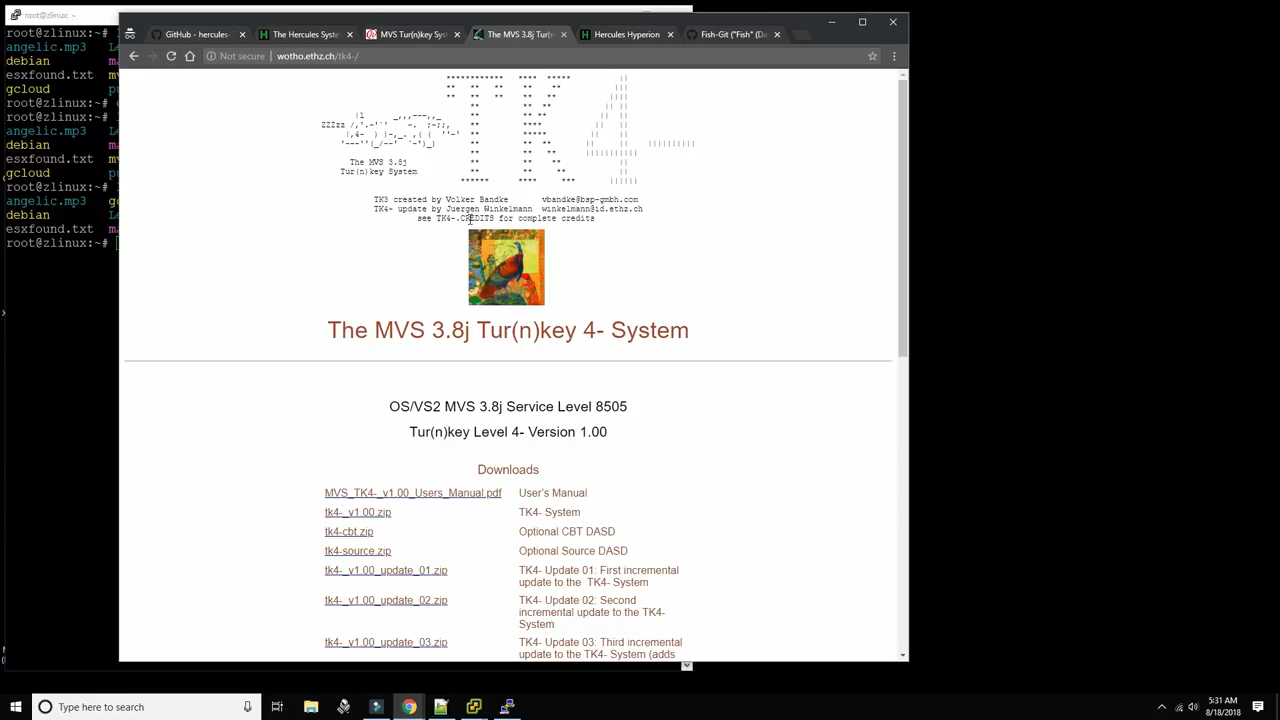 root@zlinuzc ~
GitHub - hercules-
The Hercules System
MVS Tur(n)key Sys
The MVS 3.8j Tur(n
Hercules Hyperion
Fish-Git ("Fish" (Da
Not secure
wotho.ethz.ch/tk4-/
root@zlinux:~#
angelic.mp3
debian
esxfound.txt
gcloud
root@zlinux:~#
angelic.mp3
debian
esxfound.txt
gcloud
root@zlinux:~#
angelic.mp3
esxfound.txt
root@zlinux:~#
The MVS 3.8j
Tur(n)key System
TK3 created by Volker Bandke vbandke@bsp-gmbh.com
TK4- update by Juergen Winkelmann winkelmann@id.ethz.ch
see TK4-.CREDITS for complete credits
The MVS 3.8j Tur(n)key 4- System
OS/VS2 MVS 3.8j Service Level 8505
Tur(n)key Level 4- Version 1.00
Downloads
MVS_TK4-_v1.00_Users_Manual.pdf User's Manual
tk4-_v1.00.zip TK4- System
tk4-cbt.zip Optional CBT DASD
tk4-source.zip Optional Source DASD
tk4-_v1.00_update_01.zip TK4- Update 01: First incremental
update to the TK4- System
tk4-_v1.00_update_02.zip TK4- Update 02: Second
incremental update to the TK4-
System
tk4-_v1.00_update_03.zip TK4- Update 03: Third incremental
update to the TK4- System (adds
Type here to search
5:31 AM
8/18/2018